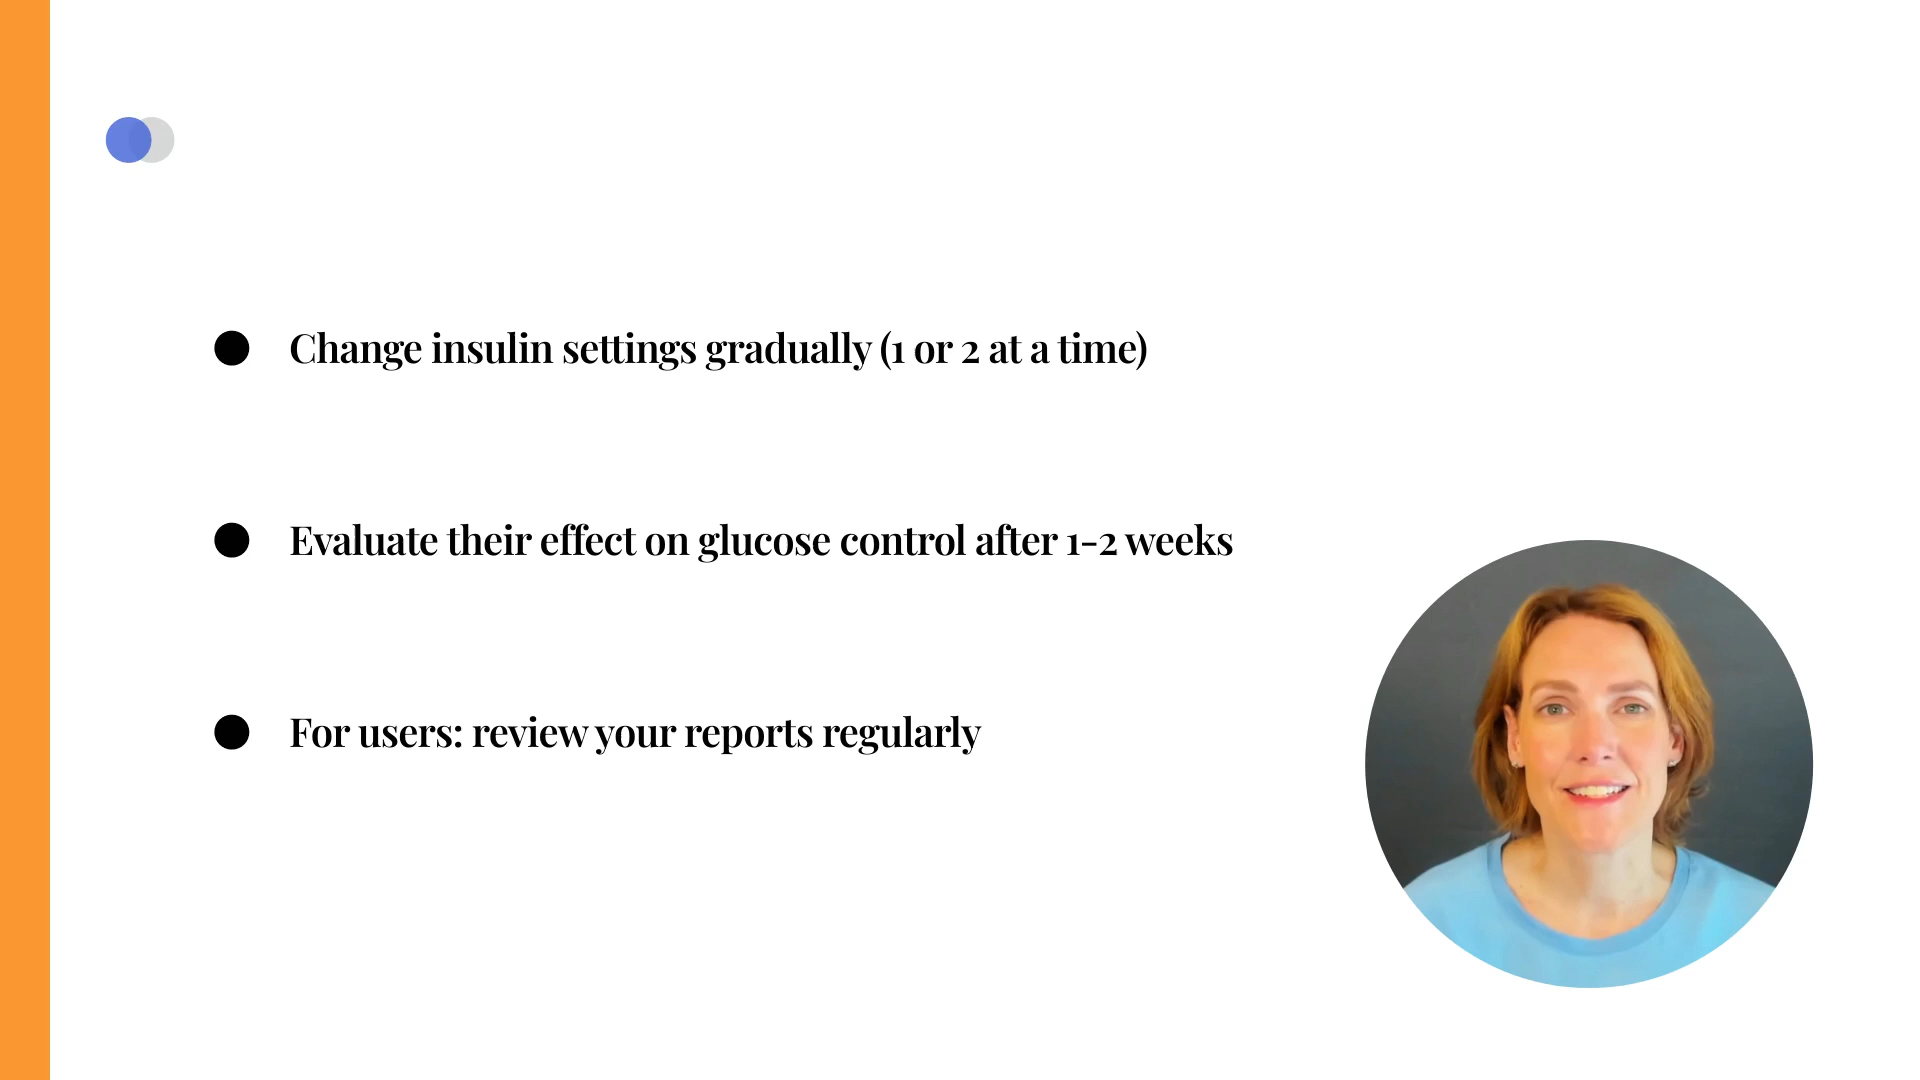 Change insulin settings gradually (1 or 2 at a time)
Evaluate their effect on glucose control after 1-2 weeks
For users: review your reports regularly